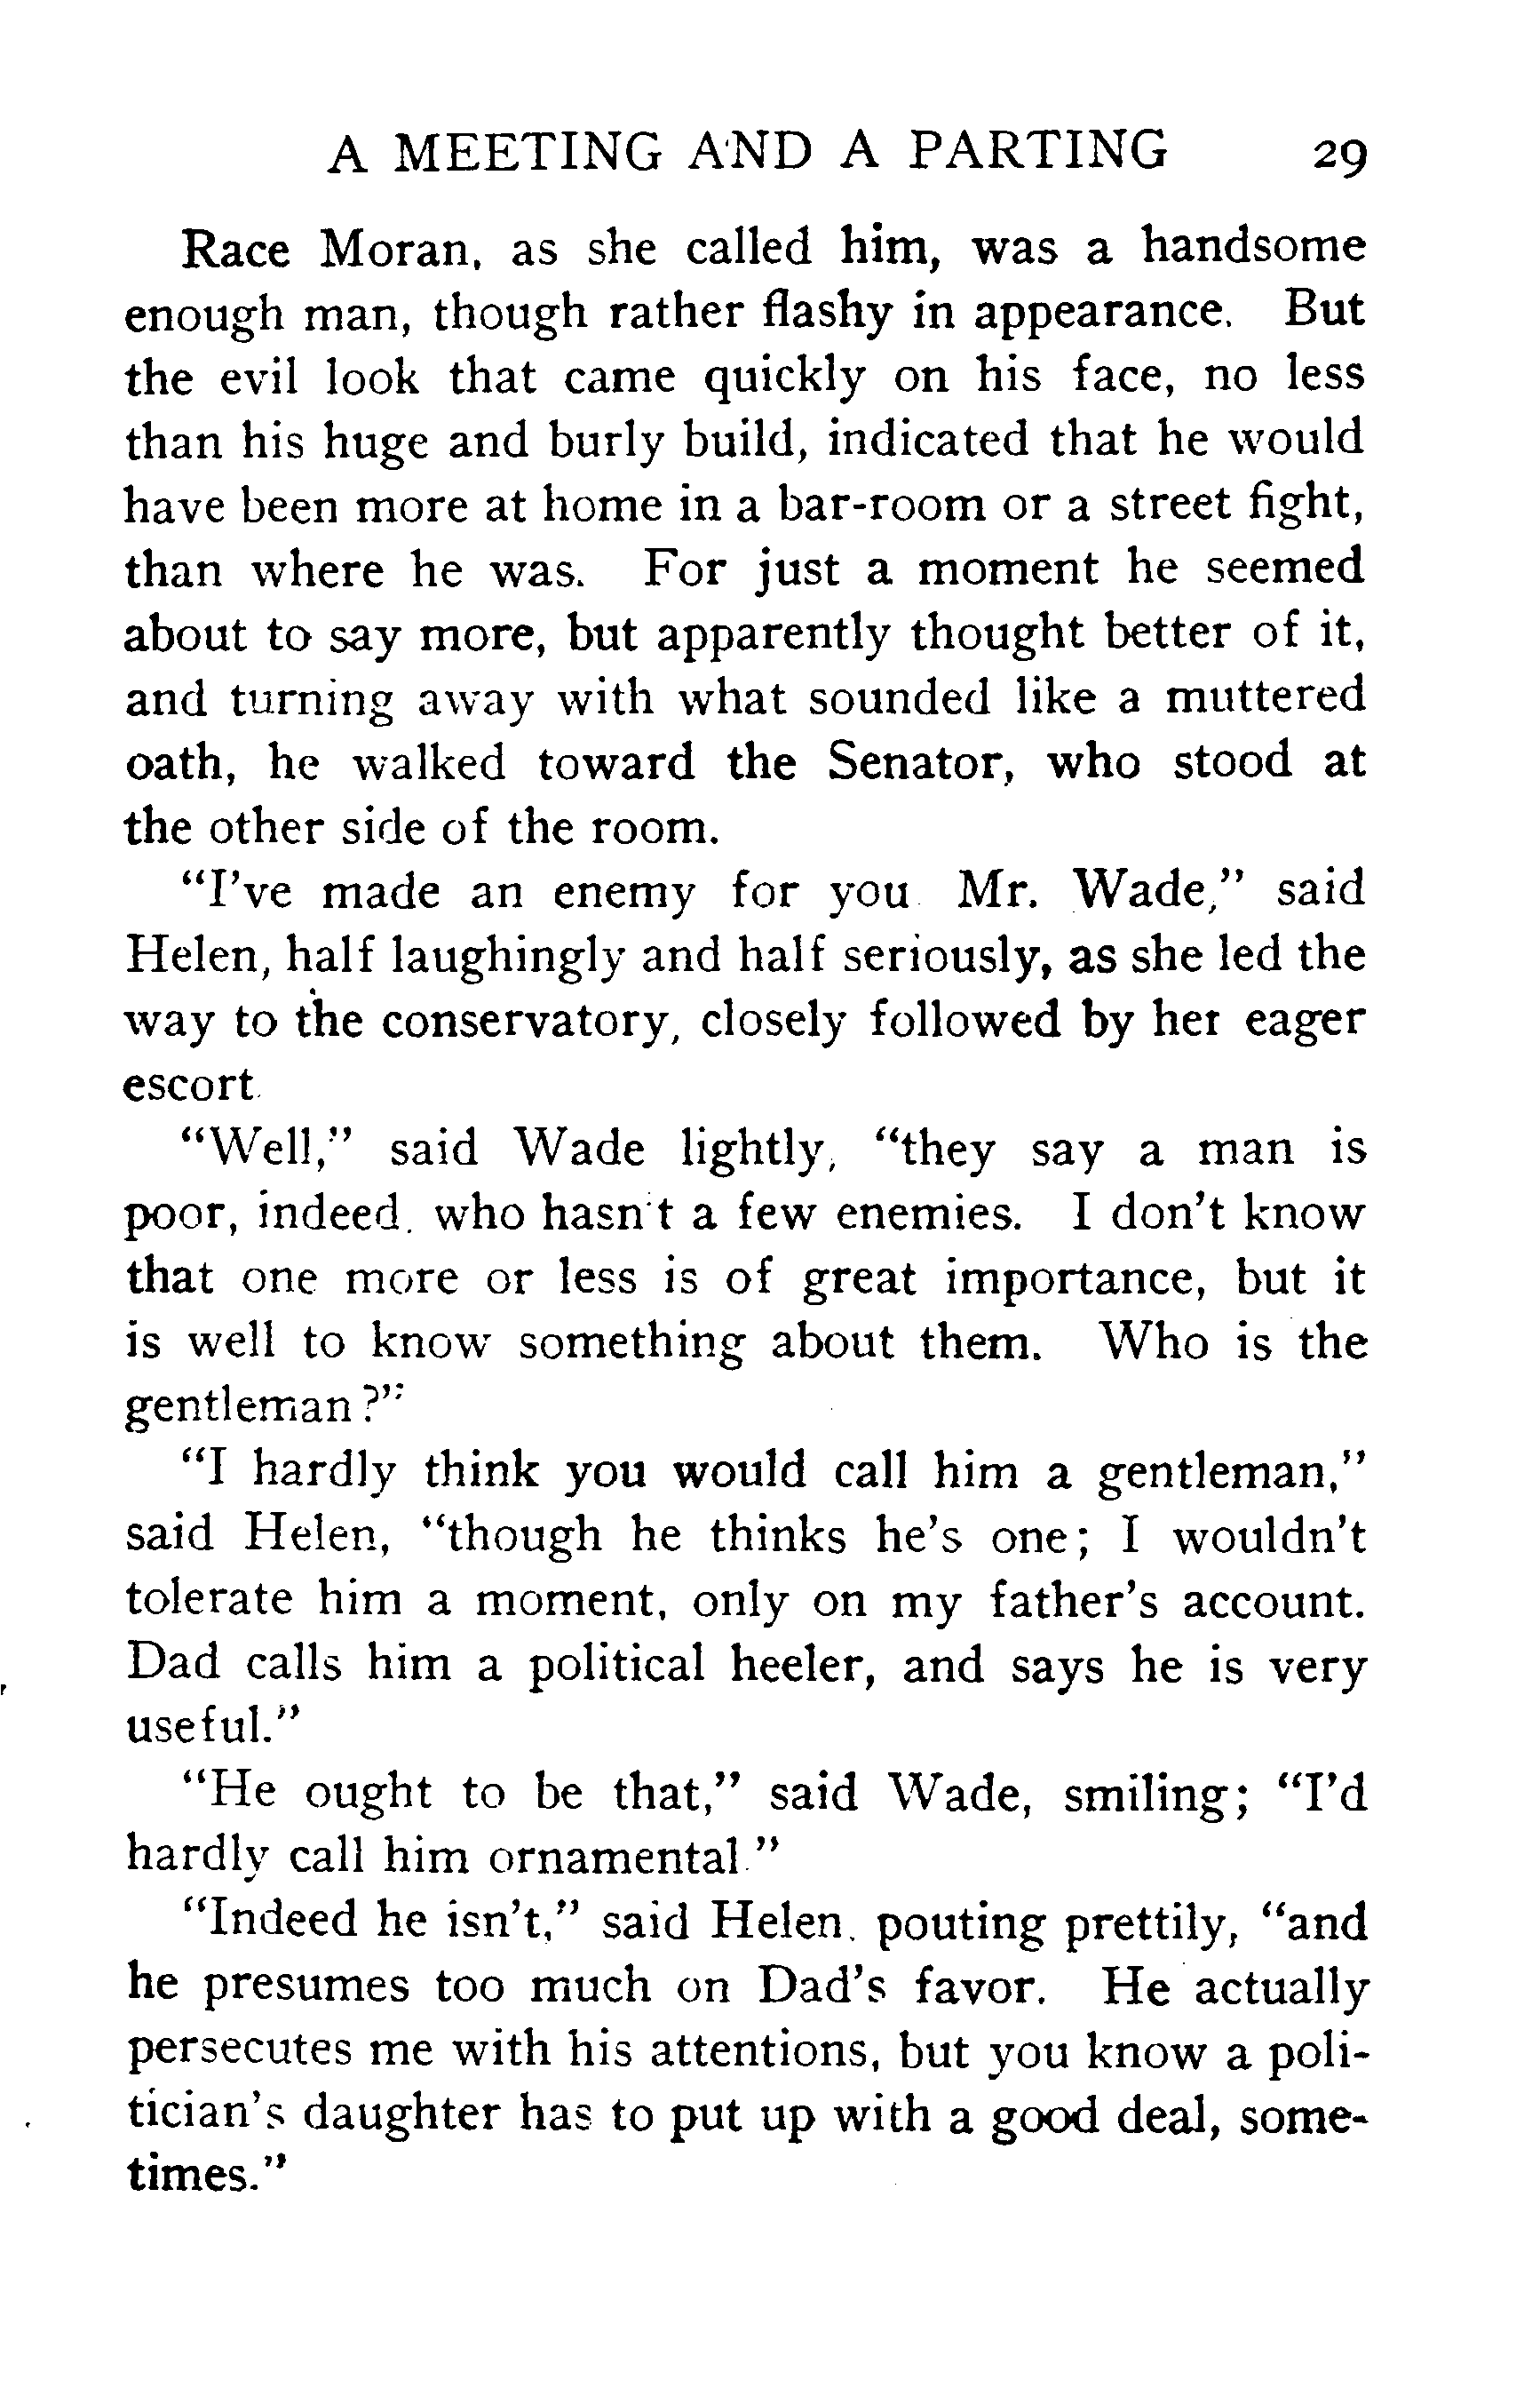 A MEETING AND A PARTING 29
Race Moran, as she called him, was a handsome
enough man, though rather flashy in appearance. But
the evil look that came quickly on his face, no less
than his huge and burly build, indicated that he would
have been more at home in a bar-room or a street fight,
than where he was. For just a moment he seemed
about to say more, but apparently thought better of it,
and turning away with what sounded like a muttered
oath, he walked toward the Senator, who stood at
the other side of the room.
"I've made an enemy for you Mr. Wade," said
Helen, half laughingly and half seriously, as she led the
way to the conservatory, closely followed by her eager
escort.
"Well," said Wade lightly, "they say a man is
poor, indeed, who hasn't a few enemies. I don't know
that one more or less is of great importance, but it
is well to know something about them. Who is the
gentleman?"
"I hardly think you would call him a gentleman,"
said Helen, "though he thinks he's one; I wouldn't
tolerate him a moment, only on my father's account.
Dad calls him a political heeler, and says he is very
useful."
"He ought to be that," said Wade, smiling; "I'd
hardly call him ornamental."
"Indeed he isn't," said Helen, pouting prettily, "and
he presumes too much on Dad's favor. He actually
persecutes me with his attentions, but you know a poli-
tician's daughter has to put up with a good deal, some-
times."